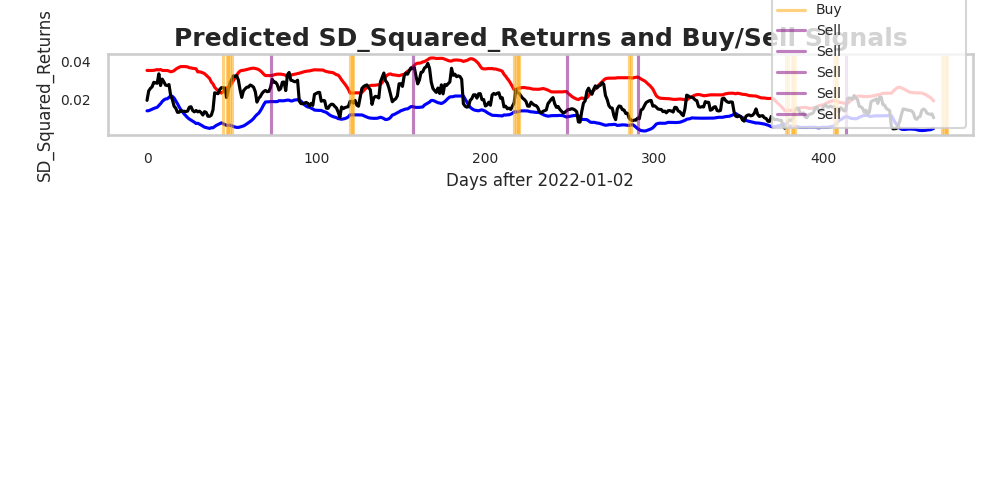 Buy
Predicted SD_Squared_Returns and Buy/Sell Signals
Sell
Sell
Sell
Sell
Sell
SD_Squared_Returns
0.04
0.02
0
100
200
300
400
Days after 2022-01-02